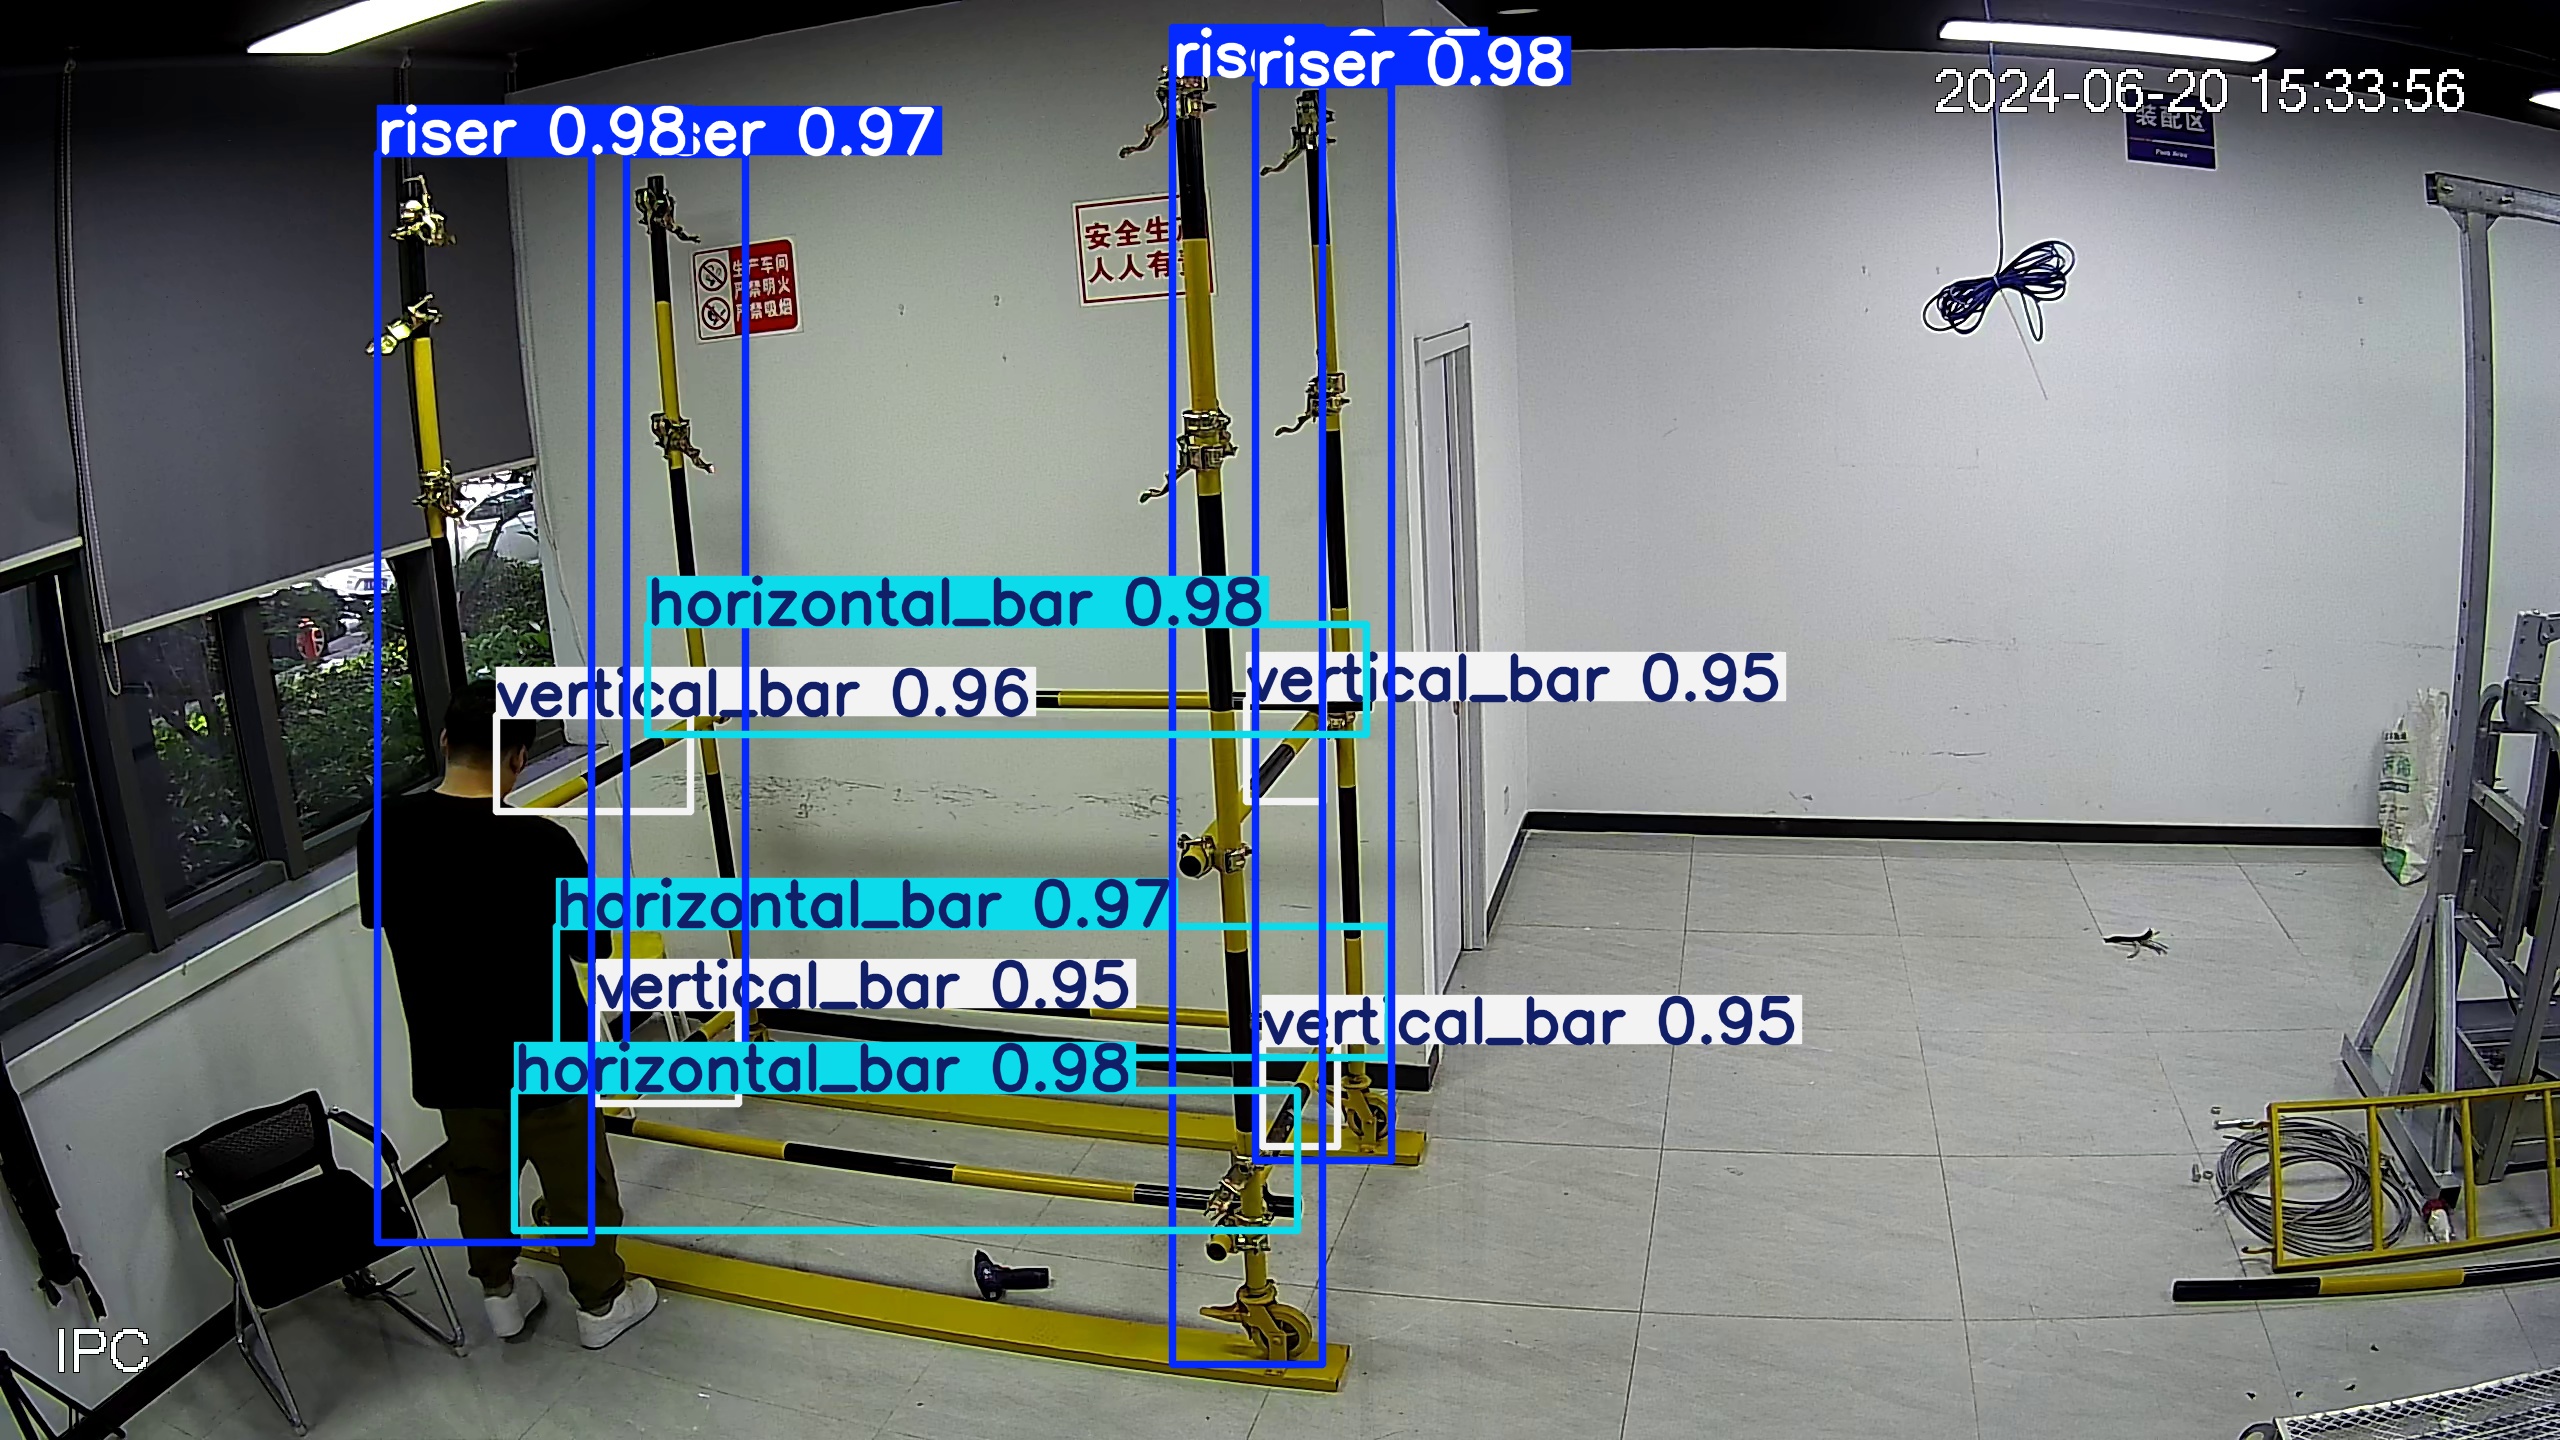 riser 0.98
ser 0.97
ris
riser 0.98
2024-06-20 15:33:56
装配区
安全生
人人有
生产车间
严禁明火
严禁吸烟
horizontal_bar 0.98
vertical_bar 0.96
vertical_bar 0.95
horizontal_bar 0.97
vertical_bar 0.95
vertical_bar 0.95
horizontal_bar 0.98
IPC